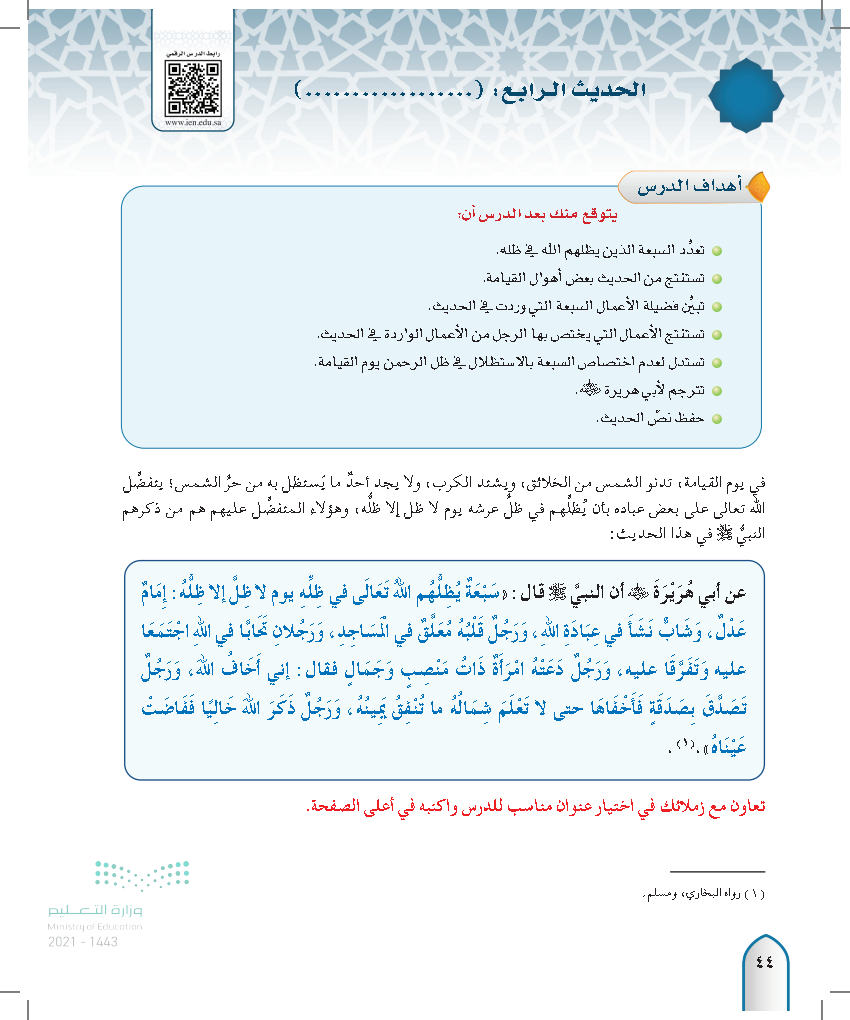 رابط الدرس الرقمي
www.ien.edu.sa
الحديث الرابع: (..................)
أهداف الدرس
يتوقع منك بعد الدرس أن:
تعدُّد السبعة الذين يظلهم الله في ظله.
تستنتج من الحديث بعض أهوال القيامة.
تبيُّن فضيلة الأعمال السبعة التي وردت في الحديث.
تستنتج الأعمال التي يختص بها الرجل من الأعمال الواردة في الحديث.
تستدل لعدم اختصاص السبعة بالاستظلال في ظل الرحمن يوم القيامة.
تترجم لأبي هريرة رضي الله عنه.
حفظ نصّ الحديث.
في يوم القيامة، تدنو الشمس من الخلائق، ويشتد الكرب، ولا يجد أحدٌ ما يَستظل به من حرِّ الشمس؛ يتفضَّل
الله تعالى على بعض عباده بأن يُظلِّهم في ظلِّ عرشه يوم لا ظل إلا ظلُّه، وهؤلاء المتفضَّل عليهم هم من ذكرهم
النبيُّ ﷺ في هذا الحديث:
عن أبي هُرَيْرَةَ رضي الله عنه أن النبيَّ ﷺ قال: «سَبْعَةٌ يُظلُّهُم اللهُ تَعَالَى في ظِلِّهِ يوم لا ظِلَّ إلا ظِلُّهُ: إِمَامٌ
عَدْلٌ، وَشَابٌّ نَشَأَ في عِبَادَةِ اللهِ، وَرَجُلٌ قَلْبُهُ مُعَلَّقٌ في الْمَسَاجِدِ، وَرَجُلانِ تَحَابَّا في اللهِ اجْتَمَعَا
عليه وَتَفَرَّقَا عليه، وَرَجُلٌ دَعَتْهُ امْرَأَةٌ ذَاتُ مَنْصِبٍ وَجَمَالٍ فقال: إني أَخَافُ اللهَ، وَرَجُلٌ
تَصَدَّقَ بِصَدَقَةٍ فَأَخْفَاهَا حتى لا تَعْلَمَ شِمَالُهُ ما تُنْفِقُ يَمِينُهُ، وَرَجُلٌ ذَكَرَ اللهَ خَالِيًا فَفَاضَتْ
عَيْنَاهُ».(١).
تعاون مع زملائك في اختيار عنوان مناسب للدرس واكتبه في أعلى الصفحة.
(١) رواه البخاري، ومسلم.
وزارة التعليم
Ministry of Education
2021 - 1443
٤٤